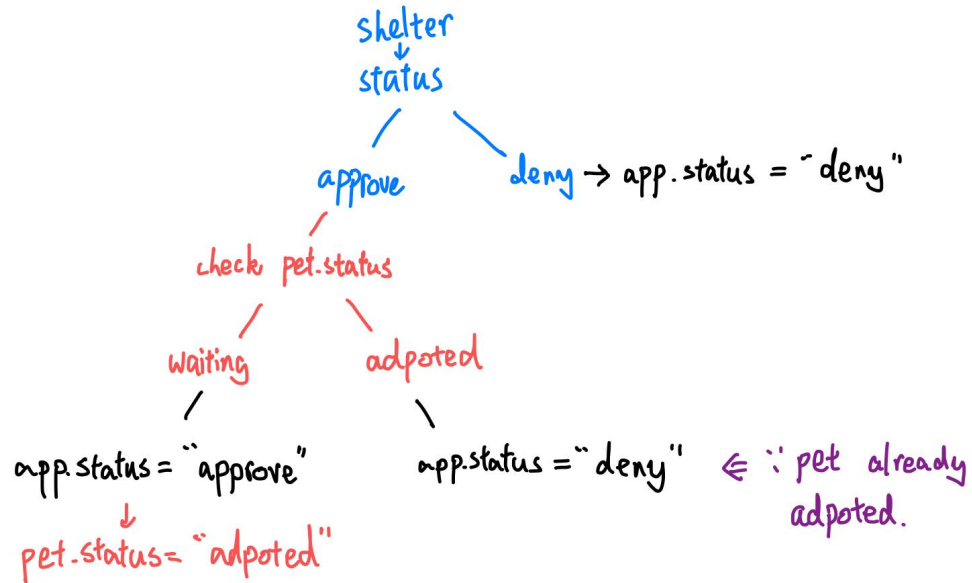 shelter
↓
status
approve
deny → app.status = "deny"
check pet.status
waiting
adpoted
app.status = "approve"
app.status = "deny" ⇐ ∵ pet already
adpoted.
↓
pet.status= "adpoted"